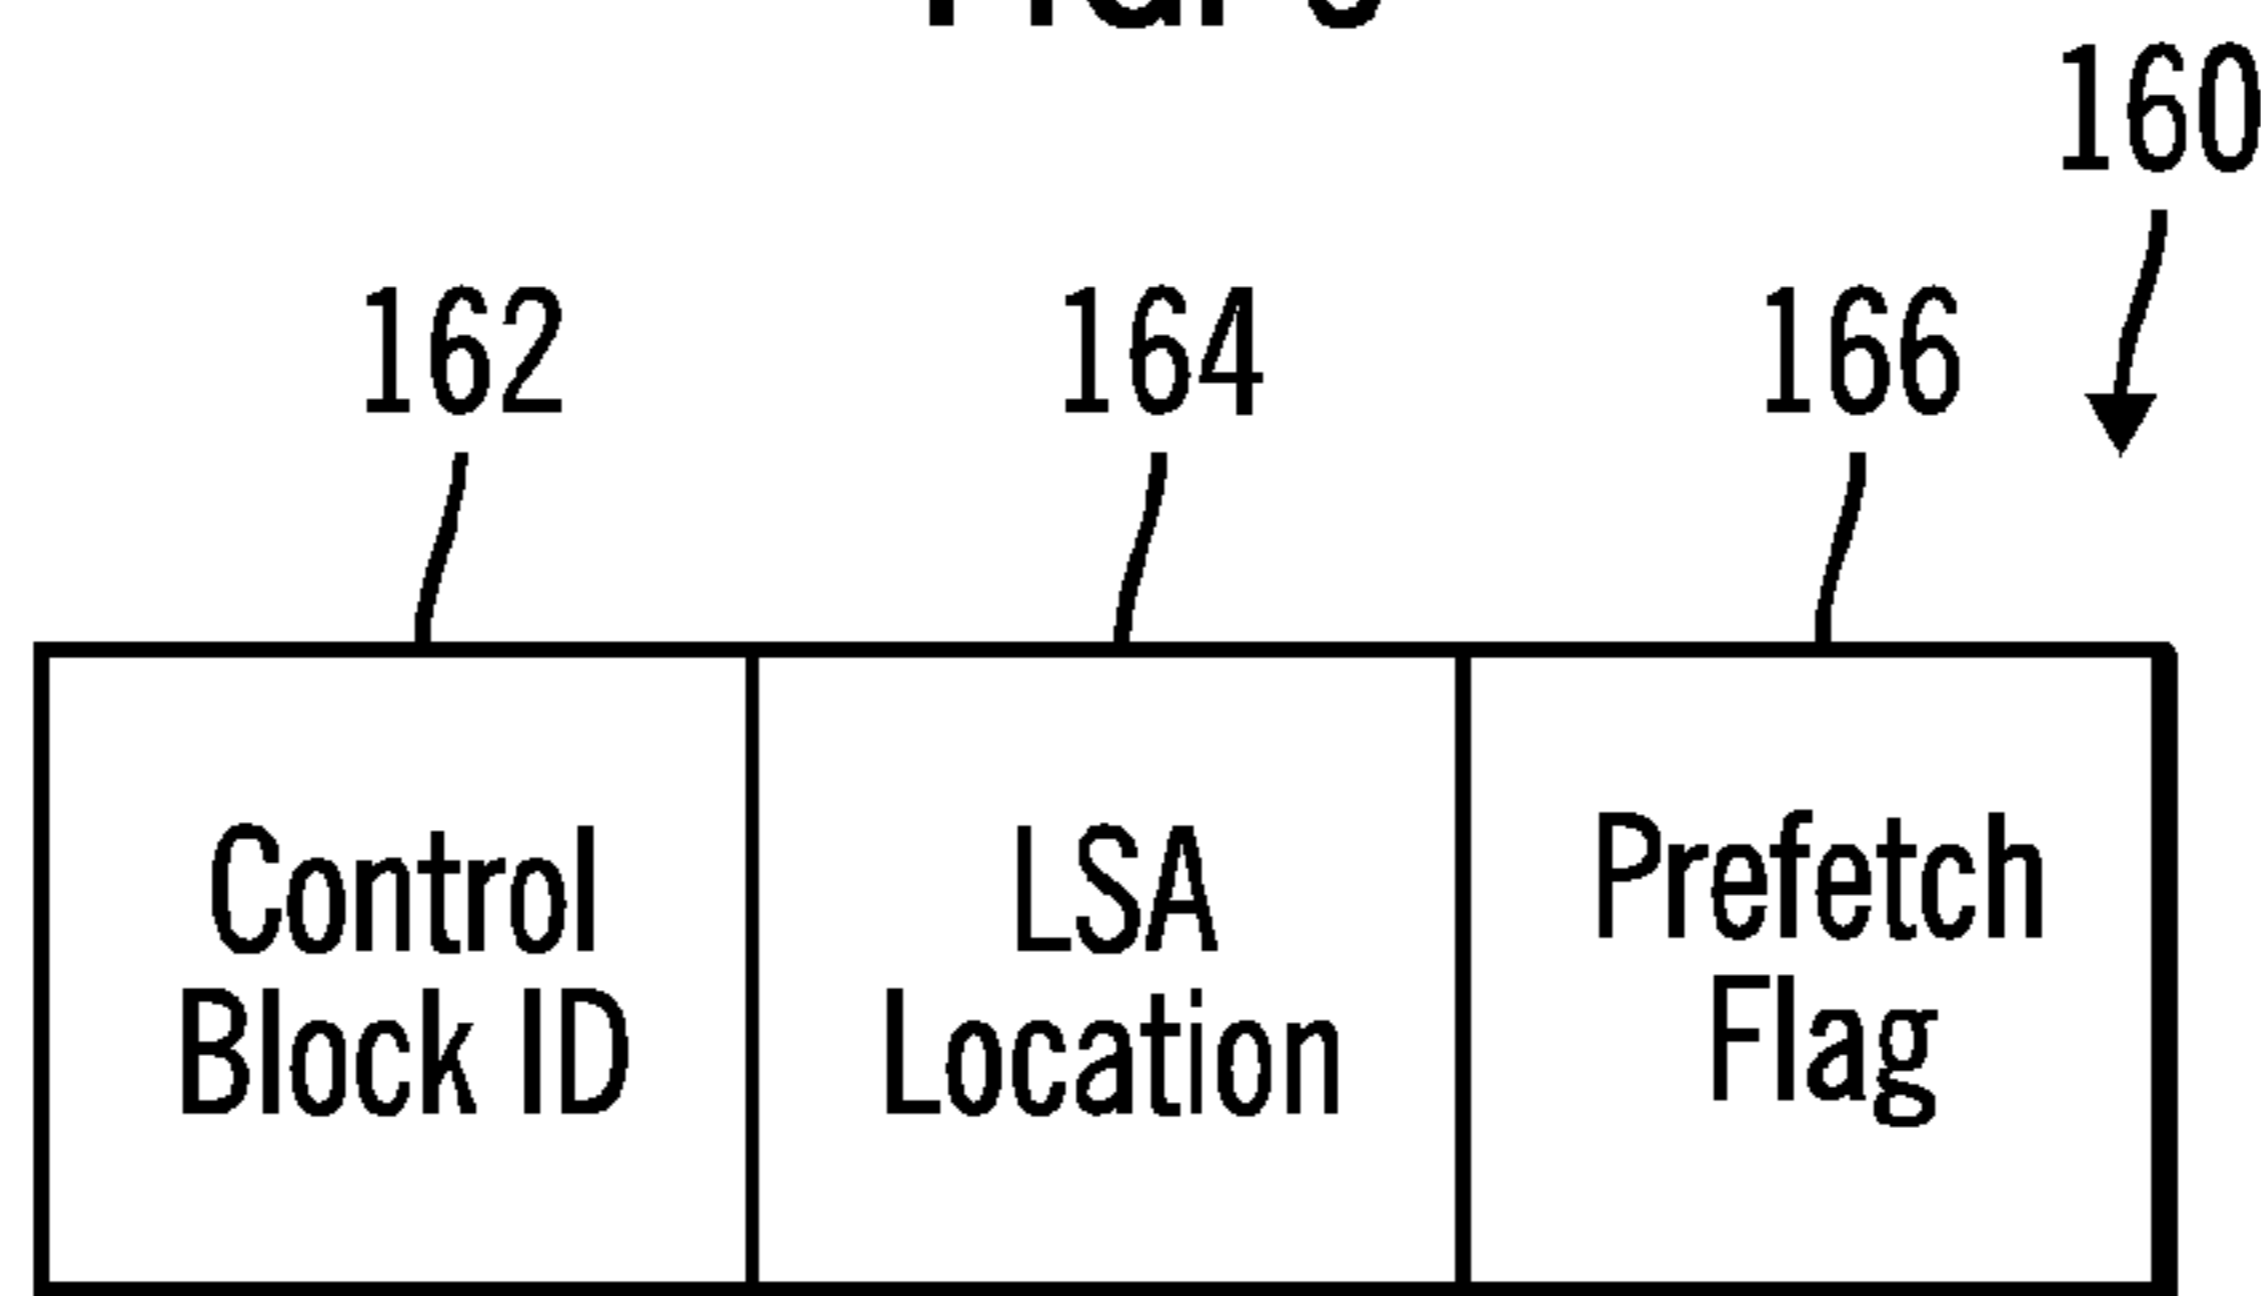 160
162 164 166
Control
Block ID
LSA
Location
Prefetch
Flag